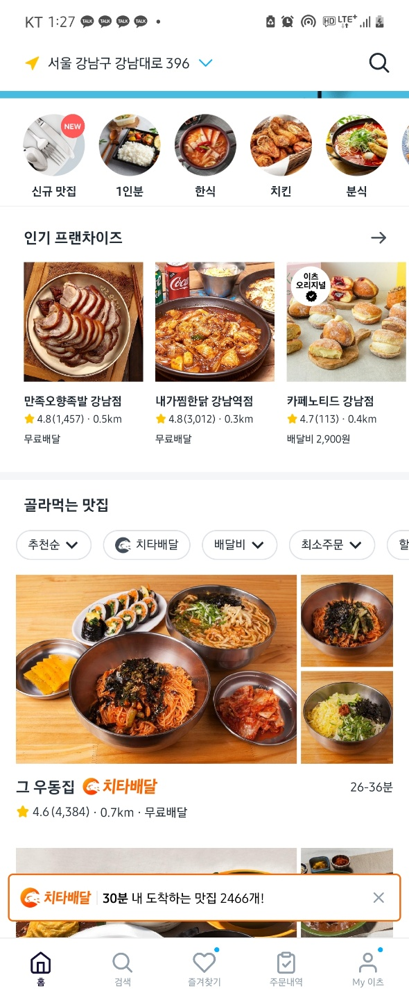 KT 1:27 TALK TALK TALK TALK
HD LTE+
서울 강남구 강남대로 396
NEW
신규 맛집 1인분 한식 치킨 분식
인기 프랜차이즈
Coca
이츠
오리지널
만족오향족발 강남점 내가찜한닭 강남역점 카페노티드 강남점
4.8(1,457) · 0.5km 4.8(3,012) · 0.3km 4.7(113) · 0.4km
무료배달 무료배달 배달비 2,900원
골라먹는 맛집
추천순 치타배달 배달비 최소주문 할
그 우동집 치타배달 26-36분
4.6(4,384) · 0.7km · 무료배달
치타배달 30분 내 도착하는 맛집 2466개!
홈 검색 즐겨찾기 주문내역 My 이츠